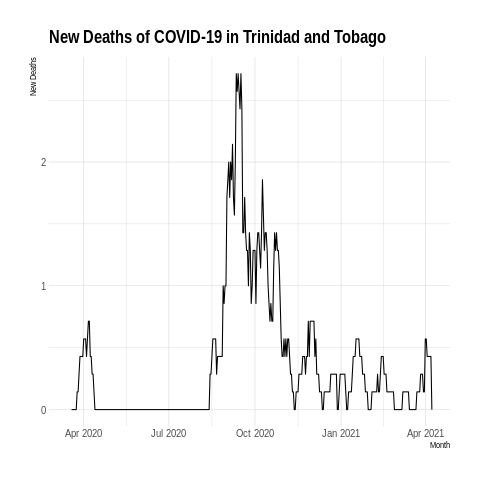 New Deaths of COVID-19 in Trinidad and Tobago
New Deaths
2
1
0
Apr 2020 Jul 2020 Oct 2020 Jan 2021 Apr 2021
Month